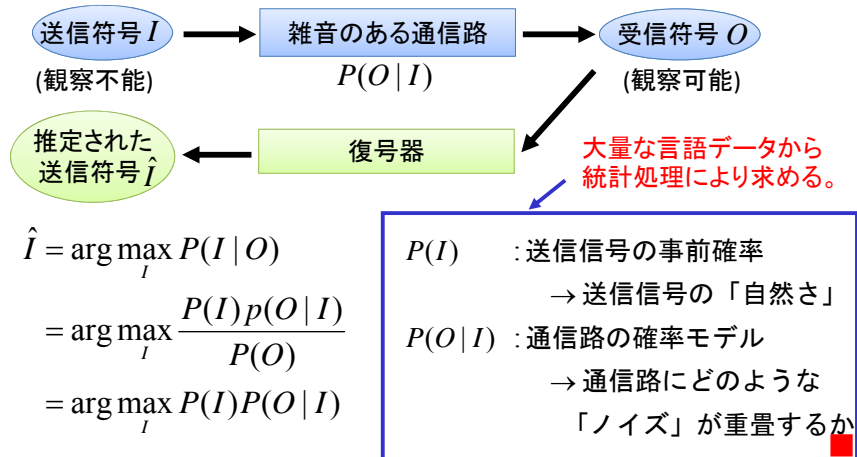 送信符号 I
雑音のある通信路
受信符号 O
(観察不能)
P(O | I)
(観察可能)
推定された
送信符号 Î
復号器
大量な言語データから
統計処理により求める。
Î = arg max_I P(I | O)
= arg max_I P(I) p(O | I) / P(O)
= arg max_I P(I)P(O | I)
P(I) :送信信号の事前確率
→ 送信信号の「自然さ」
P(O | I) :通信路の確率モデル
→ 通信路にどのような
「ノイズ」が重畳するか